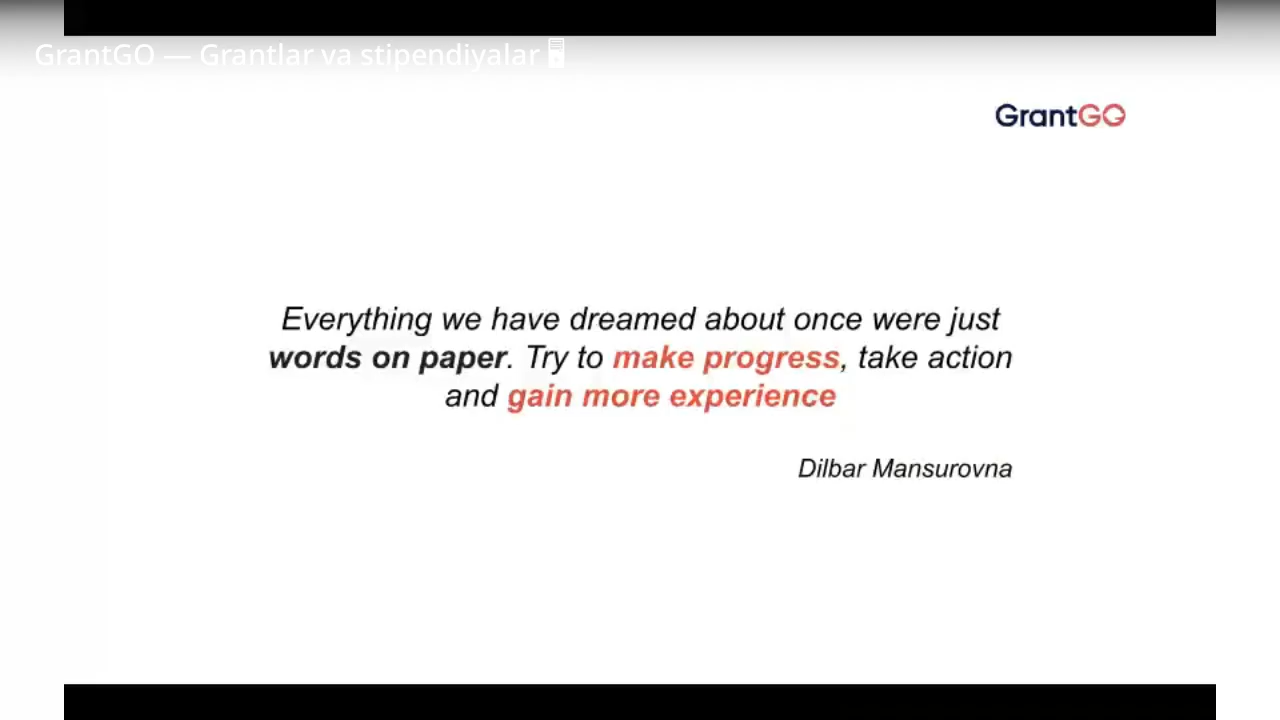 GrantGO — Grantlar va stipendiyalar🖥
GrantGO
Everything we have dreamed about once were just
words on paper. Try to make progress, take action
and gain more experience
Dilbar Mansurovna